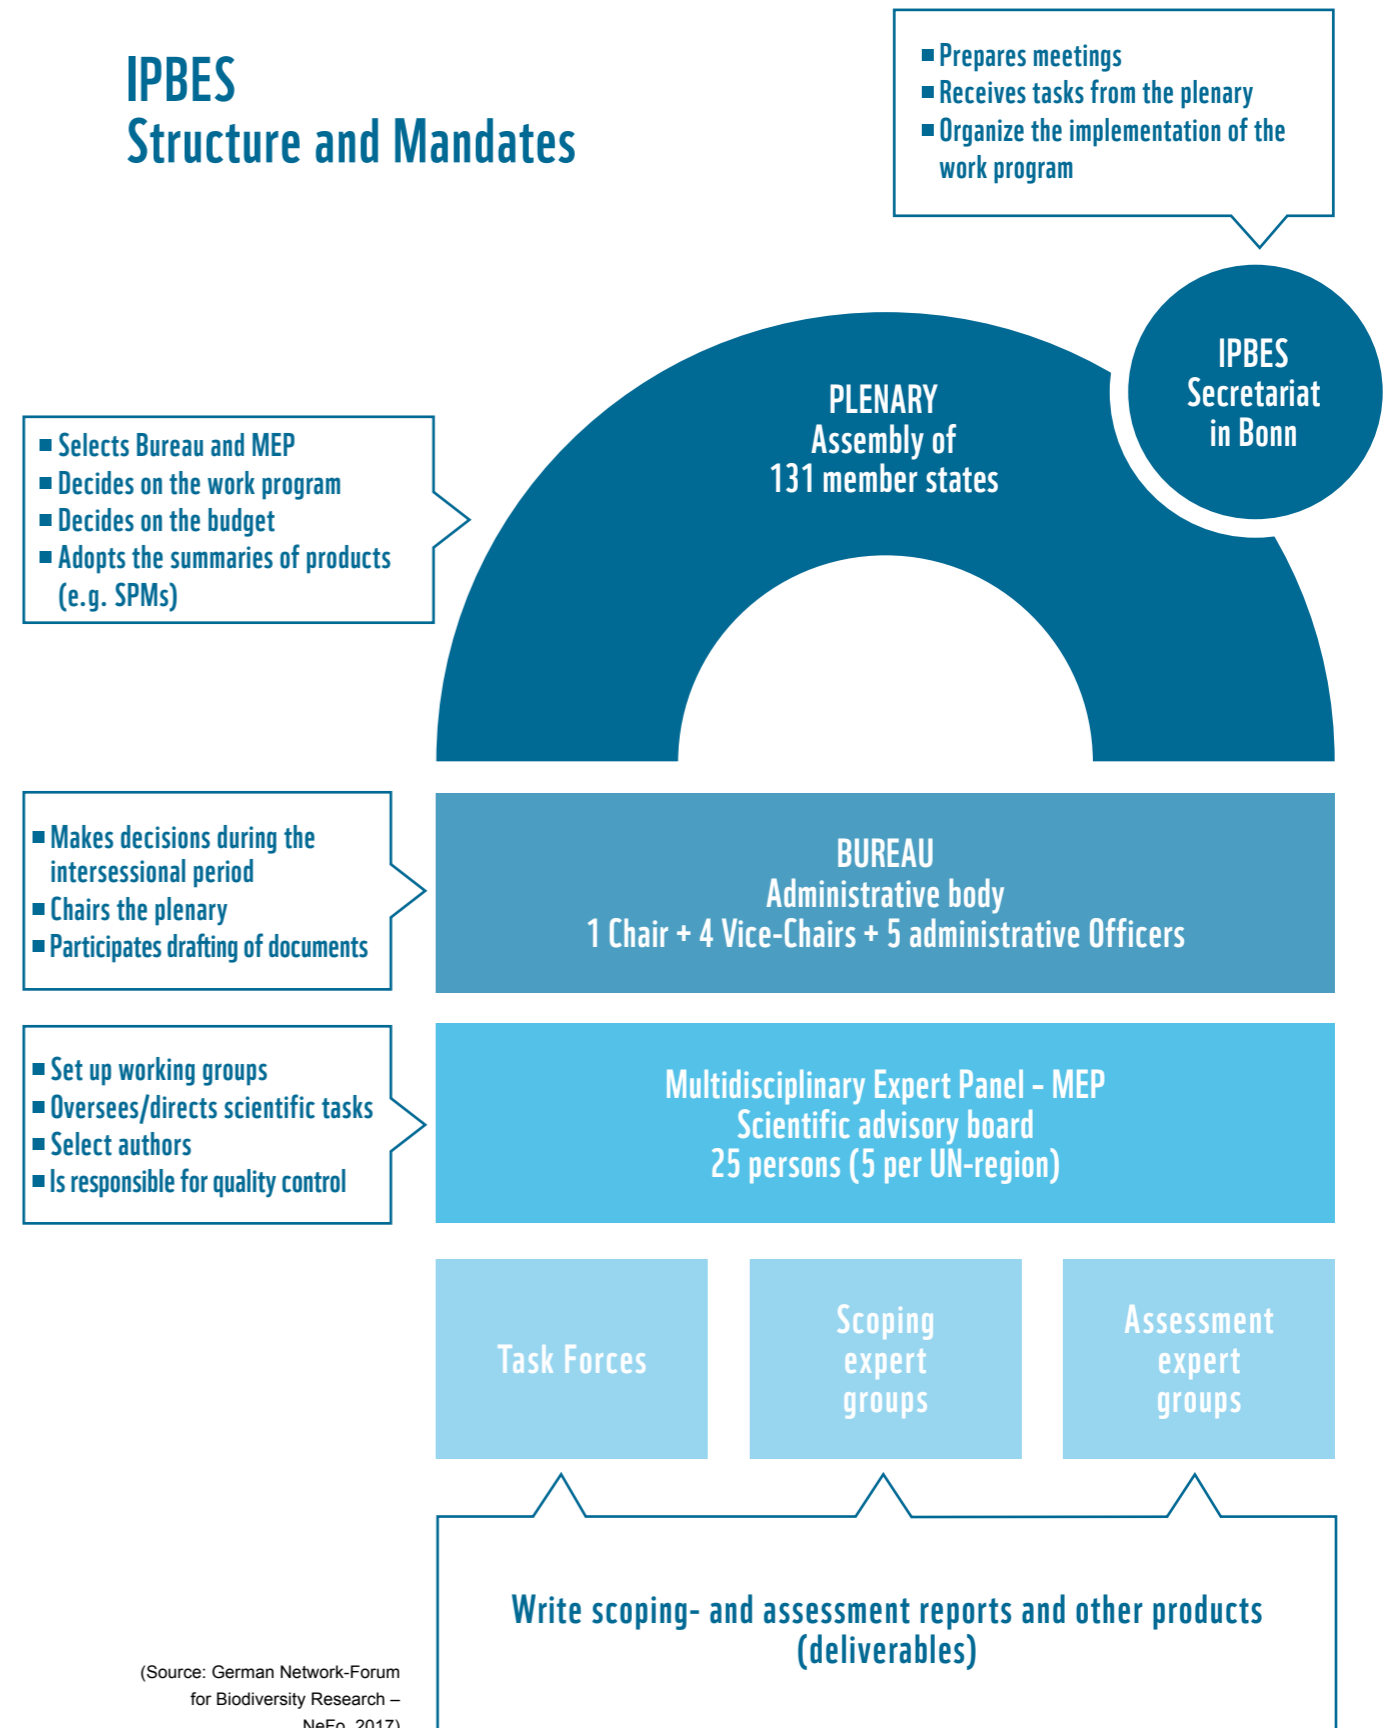 IPBES
Structure and Mandates
■ Prepares meetings
■ Receives tasks from the plenary
■ Organize the implementation of the
work program
IPBES
Secretariat
in Bonn
PLENARY
Assembly of
131 member states
■ Selects Bureau and MEP
■ Decides on the work program
■ Decides on the budget
■ Adopts the summaries of products
(e.g. SPMs)
■ Makes decisions during the
intersessional period
■ Chairs the plenary
■ Participates drafting of documents
BUREAU
Administrative body
1 Chair + 4 Vice-Chairs + 5 administrative Officers
■ Set up working groups
■ Oversees/directs scientific tasks
■ Select authors
■ Is responsible for quality control
Multidisciplinary Expert Panel – MEP
Scientific advisory board
25 persons (5 per UN-region)
Task Forces
Scoping
expert
groups
Assessment
expert
groups
Write scoping- and assessment reports and other products
(deliverables)
(Source: German Network-Forum
for Biodiversity Research –
NeFo, 2017)